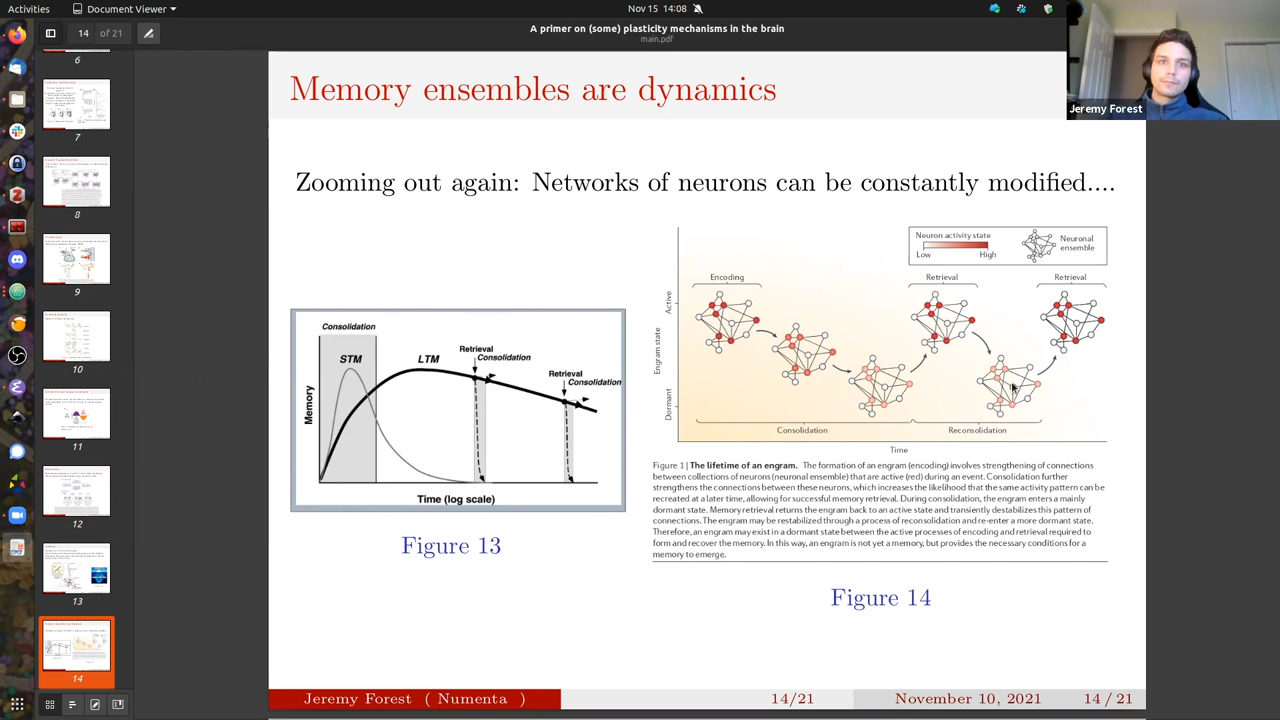 Activities
Document Viewer
Nov 15 14:08
14 of 21
A primer on (some) plasticity mechanisms in the brain
main.pdf
6
7
8
9
10
11
12
13
14
Jeremy Forest
Memory ensembles are dynamics
Zooming out again: Networks of neurons can be constantly modified....
Consolidation
STM
LTM
Retrieval
Consolidation
Retrieval
Consolidation
Memory
Time (log scale)
Figure 13
Neuron activity state
Low High
Neuronal
ensemble
Encoding
Retrieval
Retrieval
Active
Engram state
Dormant
Consolidation
Reconsolidation
Time
Figure 1 | The lifetime of an engram. The formation of an engram (encoding) involves strengthening of connections
between collections of neurons (neuronal ensemble) that are active (red) during an event. Consolidation further
strengthens the connections between these neurons, which increases the likelihood that the same activity pattern can be
recreated at a later time, allowing for successful memory retrieval. During consolidation, the engram enters a mainly
dormant state. Memory retrieval returns the engram back to an active state and transiently destabilizes this pattern of
connections. The engram may be restabilized through a process of reconsolidation and re-enter a more dormant state.
Therefore, an engram may exist in a dormant state between the active processes of encoding and retrieval required to
form and recover the memory. In this way, an engram is not yet a memory, but provides the necessary conditions for a
memory to emerge.
Figure 14
Jeremy Forest ( Numenta )
14/21
November 10, 2021
14 / 21